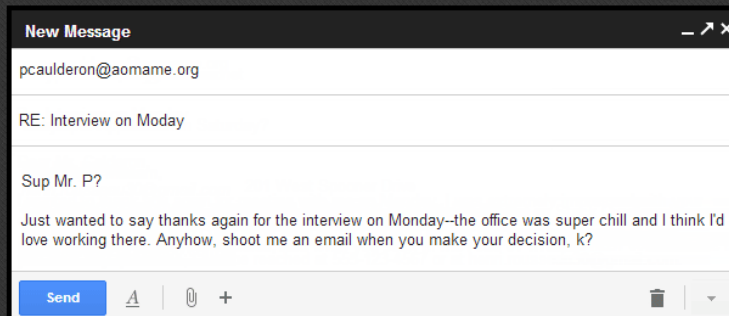 New Message
pcaulderon@aomame.org
RE: Interview on Moday
Sup Mr. P?
Just wanted to say thanks again for the interview on Monday--the office was super chill and I think I'd
love working there. Anyhow, shoot me an email when you make your decision, k?
Send A